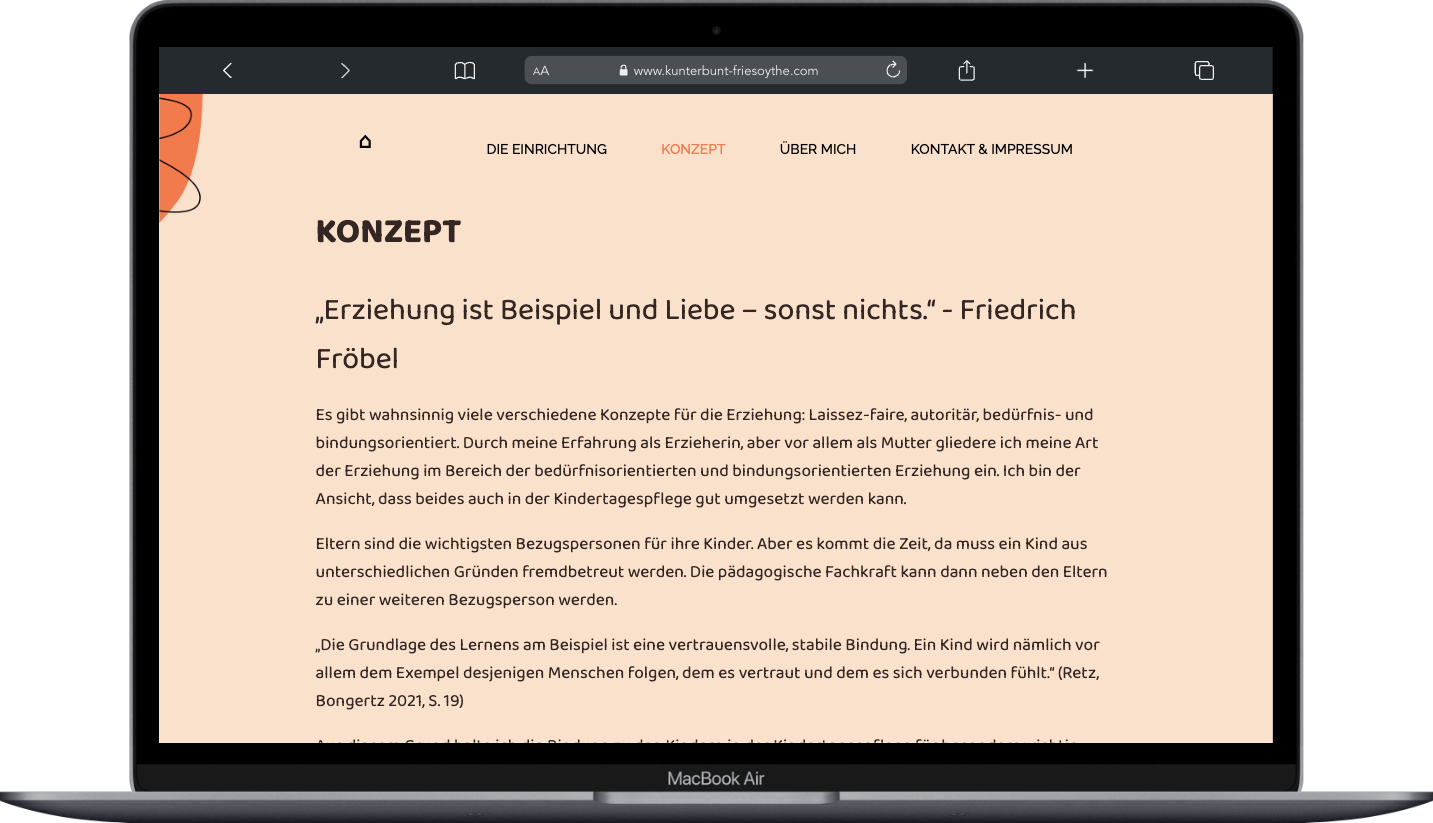 AA
www.kunterbunt-friesoythe.com
DIE EINRICHTUNG
KONZEPT
ÜBER MICH
KONTAKT & IMPRESSUM
KONZEPT
„Erziehung ist Beispiel und Liebe – sonst nichts.“ - Friedrich
Fröbel
Es gibt wahnsinnig viele verschiedene Konzepte für die Erziehung: Laissez-faire, autoritär, bedürfnis- und
bindungsorientiert. Durch meine Erfahrung als Erzieherin, aber vor allem als Mutter gliedere ich meine Art
der Erziehung im Bereich der bedürfnisorientierten und bindungsorientierten Erziehung ein. Ich bin der
Ansicht, dass beides auch in der Kindertagespflege gut umgesetzt werden kann.
Eltern sind die wichtigsten Bezugspersonen für ihre Kinder. Aber es kommt die Zeit, da muss ein Kind aus
unterschiedlichen Gründen fremdbetreut werden. Die pädagogische Fachkraft kann dann neben den Eltern
zu einer weiteren Bezugsperson werden.
„Die Grundlage des Lernens am Beispiel ist eine vertrauensvolle, stabile Bindung. Ein Kind wird nämlich vor
allem dem Exempel desjenigen Menschen folgen, dem es vertraut und dem es sich verbunden fühlt.“ (Retz,
Bongertz 2021, S. 19)
MacBook Air